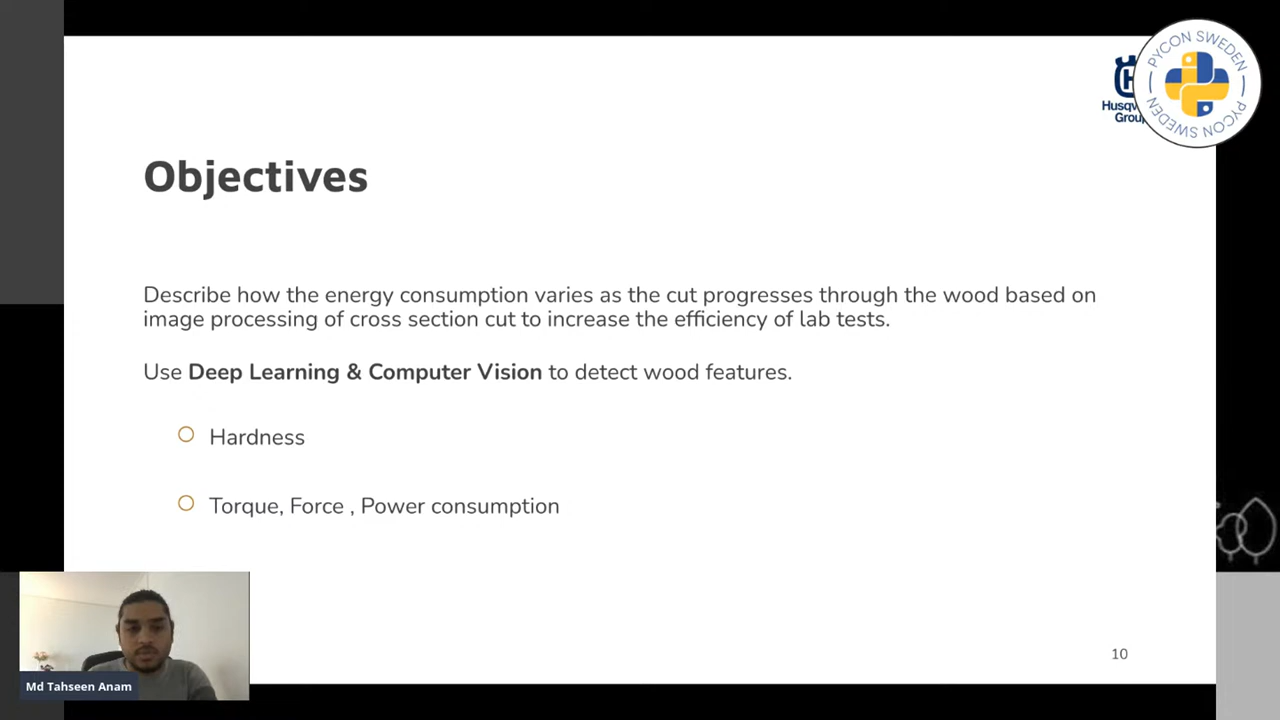 PYCON SWEDEN
PYCON SWEDEN
Husqv
Group
Objectives
Describe how the energy consumption varies as the cut progresses through the wood based on
image processing of cross section cut to increase the efficiency of lab tests.
Use Deep Learning & Computer Vision to detect wood features.
Hardness
Torque, Force , Power consumption
10
Md Tahseen Anam